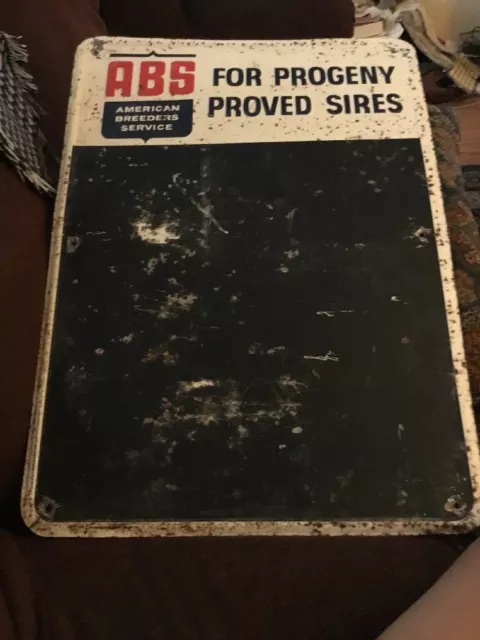 ABS
AMERICAN
BREEDERS
SERVICE
FOR PROGENY
PROVED SIRES